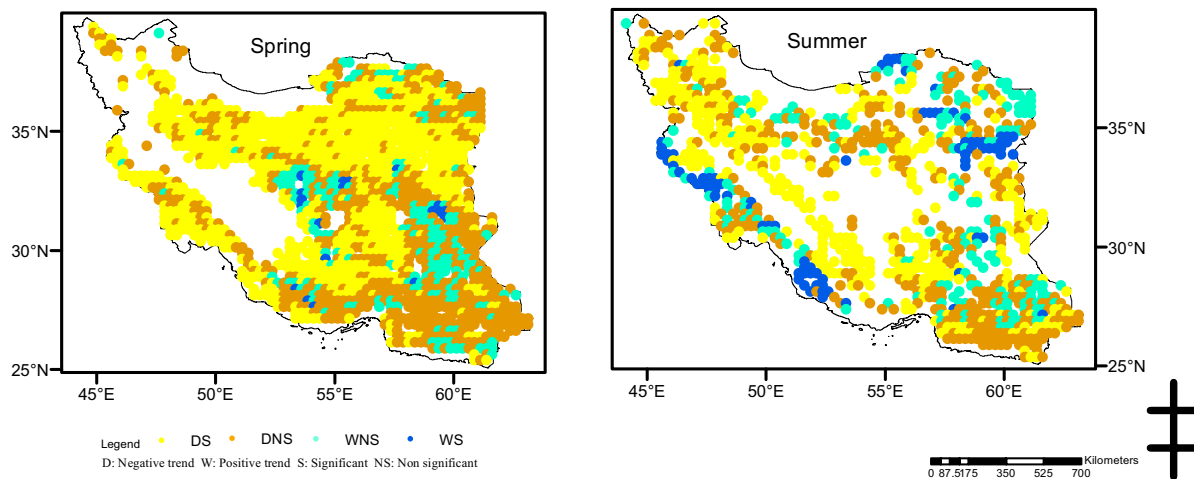 Spring
Summer
35°N
30°N
25°N
45°E 50°E 55°E 60°E
35°N
30°N
25°N
45°E 50°E 55°E 60°E
Legend DS DNS WNS WS
D: Negative trend W: Positive trend S: Significant NS: Non significant
Kilometers
0 87.5175 350 525 700